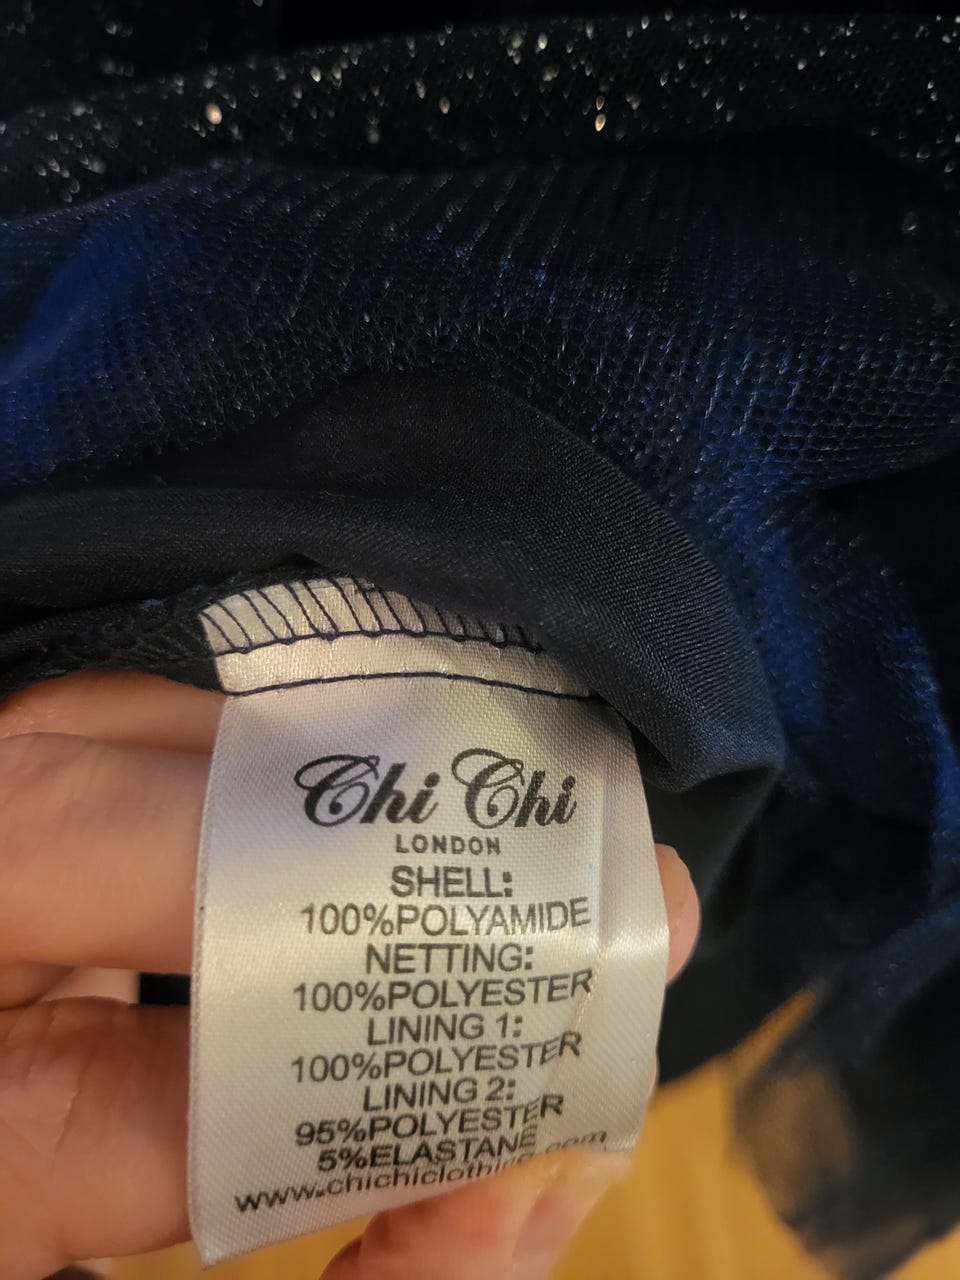 Chi Chi
LONDON
SHELL:
100%POLYAMIDE
NETTING:
100%POLYESTER
LINING 1:
100%POLYESTER
LINING 2:
95%POLYESTER
5%ELASTANE
www.chichiclothing.com